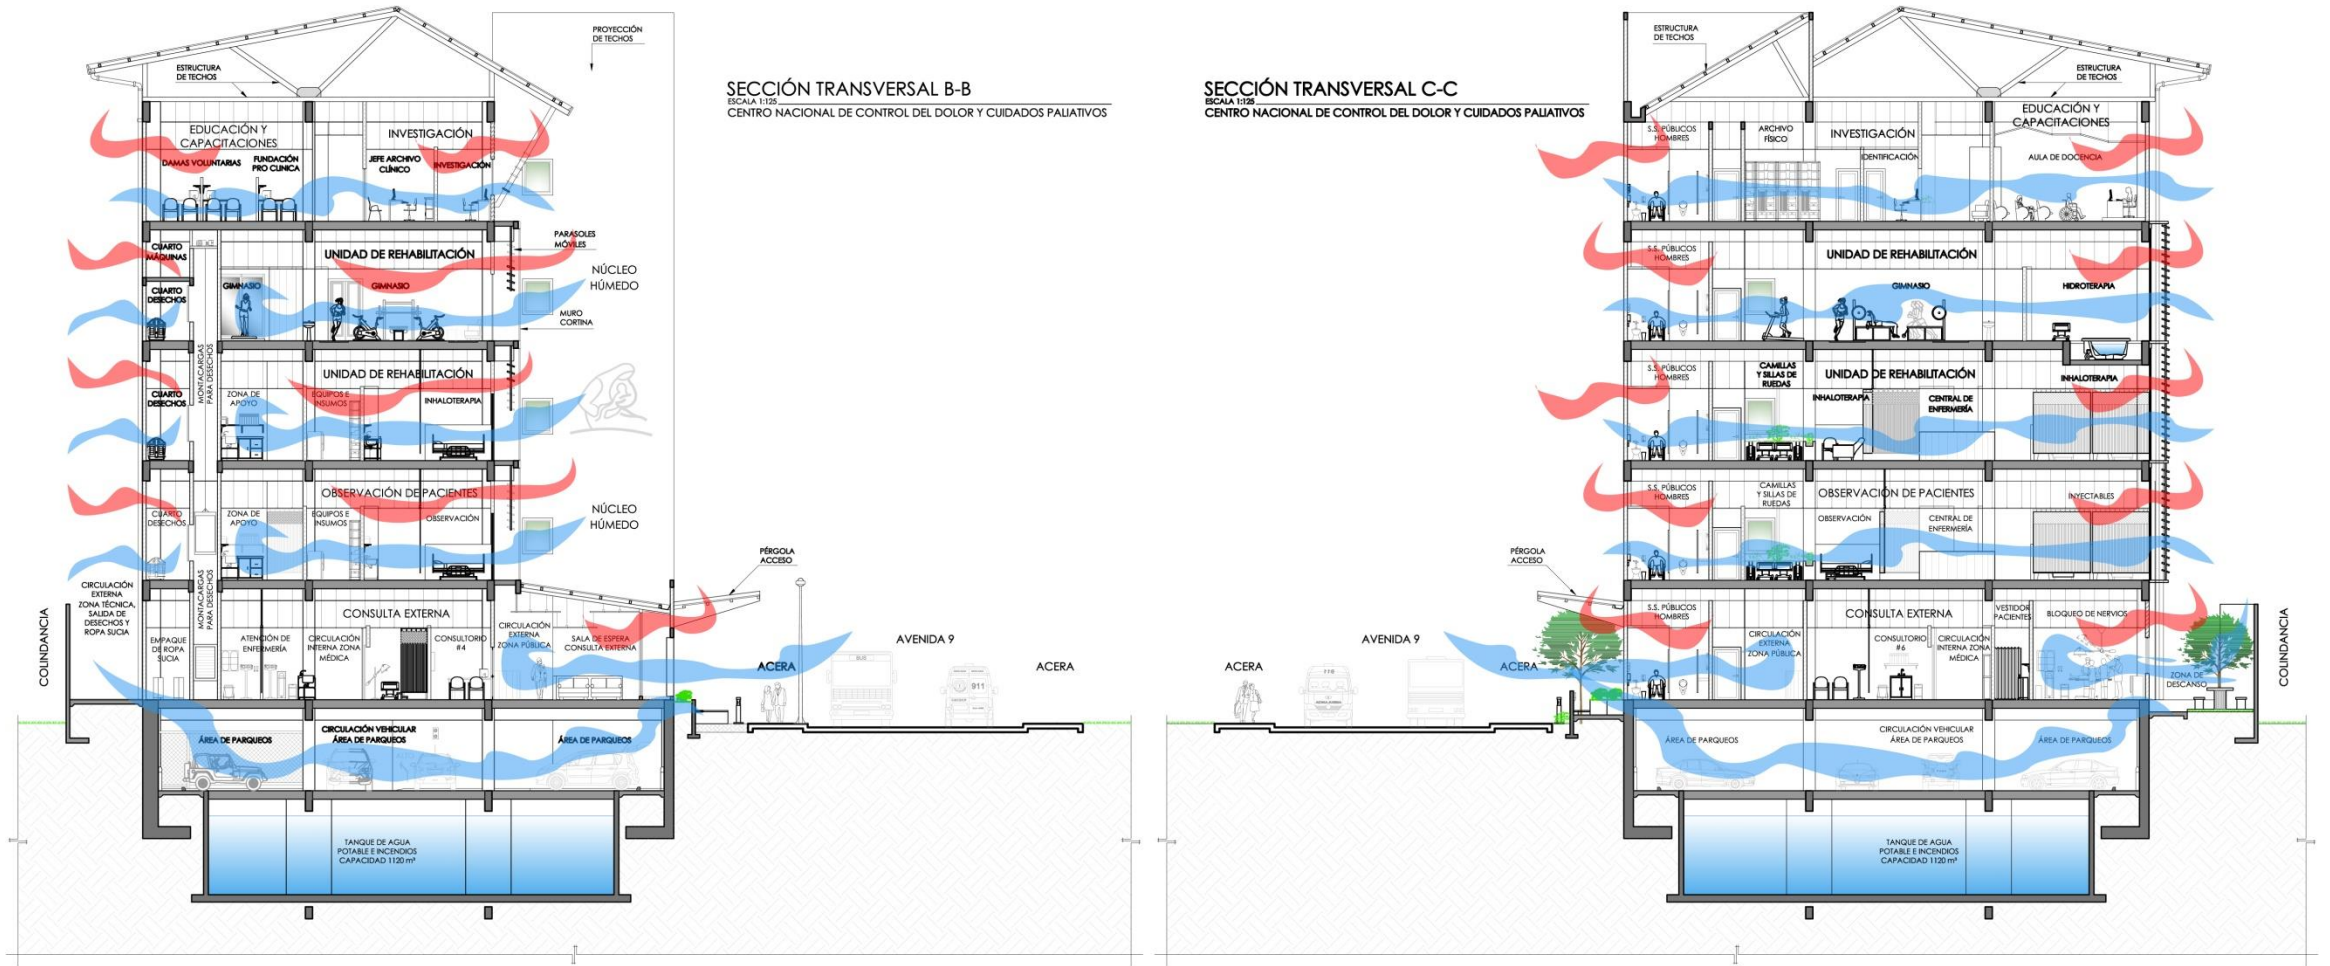 PROYECCIÓN
DE TECHOS
ESTRUCTURA
DE TECHOS
SECCIÓN TRANSVERSAL B-B
ESCALA 1:125
CENTRO NACIONAL DE CONTROL DEL DOLOR Y CUIDADOS PALIATIVOS
EDUCACIÓN Y
CAPACITACIONES
INVESTIGACIÓN
DAMAS VOLUNTARIAS
FUNDACIÓN
PRO CLINICA
JEFE ARCHIVO
CLÍNICO
INVESTIGACIÓN
CUARTO
MÁQUINAS
UNIDAD DE REHABILITACIÓN
PARASOLES
MÓVILES
NÚCLEO
HÚMEDO
CUARTO
DESECHOS
GIMNASIO
GIMNASIO
MURO
CORTINA
MONTACARGAS
PARA DESECHOS
UNIDAD DE REHABILITACIÓN
CUARTO
DESECHOS
ZONA DE
APOYO
EQUIPOS E
INSUMOS
INHALOTERAPIA
OBSERVACIÓN DE PACIENTES
CUARTO
DESECHOS
ZONA DE
APOYO
EQUIPOS E
INSUMOS
OBSERVACIÓN
NÚCLEO
HÚMEDO
PÉRGOLA
ACCESO
CIRCULACIÓN
EXTERNA
ZONA TÉCNICA,
SALIDA DE
DESECHOS Y
ROPA SUCIA
COLINDANCIA
MONTACARGAS
PARA DESECHOS
CONSULTA EXTERNA
EMPAQUE
DE ROPA
SUCIA
ATENCIÓN DE
ENFERMERÍA
CIRCULACIÓN
INTERNA ZONA
MÉDICA
CONSULTORIO
#4
CIRCULACIÓN
EXTERNA
ZONA PÚBLICA
SALA DE ESPERA
CONSULTA EXTERNA
ACERA
AVENIDA 9
ACERA
BUS
911
ÁREA DE PARQUEOS
CIRCULACIÓN VEHICULAR
ÁREA DE PARQUEOS
ÁREA DE PARQUEOS
TANQUE DE AGUA
POTABLE E INCENDIOS
CAPACIDAD 1120 m³
SECCIÓN TRANSVERSAL C-C
ESCALA 1:125
CENTRO NACIONAL DE CONTROL DEL DOLOR Y CUIDADOS PALIATIVOS
ESTRUCTURA
DE TECHOS
ESTRUCTURA
DE TECHOS
EDUCACIÓN Y
CAPACITACIONES
S.S. PÚBLICOS
HOMBRES
ARCHIVO
FÍSICO
INVESTIGACIÓN
IDENTIFICACIÓN
AULA DE DOCENCIA
S.S. PÚBLICOS
HOMBRES
UNIDAD DE REHABILITACIÓN
GIMNASIO
HIDROTERAPIA
S.S. PÚBLICOS
HOMBRES
CAMILLAS
Y SILLAS DE
RUEDAS
UNIDAD DE REHABILITACIÓN
INHALOTERAPIA
INHALOTERAPIA
CENTRAL DE
ENFERMERÍA
S.S. PÚBLICOS
HOMBRES
CAMILLAS
Y SILLAS DE
RUEDAS
OBSERVACIÓN DE PACIENTES
OBSERVACIÓN
CENTRAL DE
ENFERMERÍA
INYECTABLES
PÉRGOLA
ACCESO
S.S. PÚBLICOS
HOMBRES
CONSULTA EXTERNA
VESTIDOR
PACIENTES
BLOQUEO DE NERVIOS
CIRCULACIÓN
EXTERNA
ZONA PÚBLICA
CONSULTORIO
#6
CIRCULACIÓN
INTERNA ZONA
MÉDICA
ZONA DE
DESCANSO
COLINDANCIA
AVENIDA 9
ACERA
ACERA
ÁREA DE PARQUEOS
CIRCULACIÓN VEHICULAR
ÁREA DE PARQUEOS
ÁREA DE PARQUEOS
TANQUE DE AGUA
POTABLE E INCENDIOS
CAPACIDAD 1120 m³